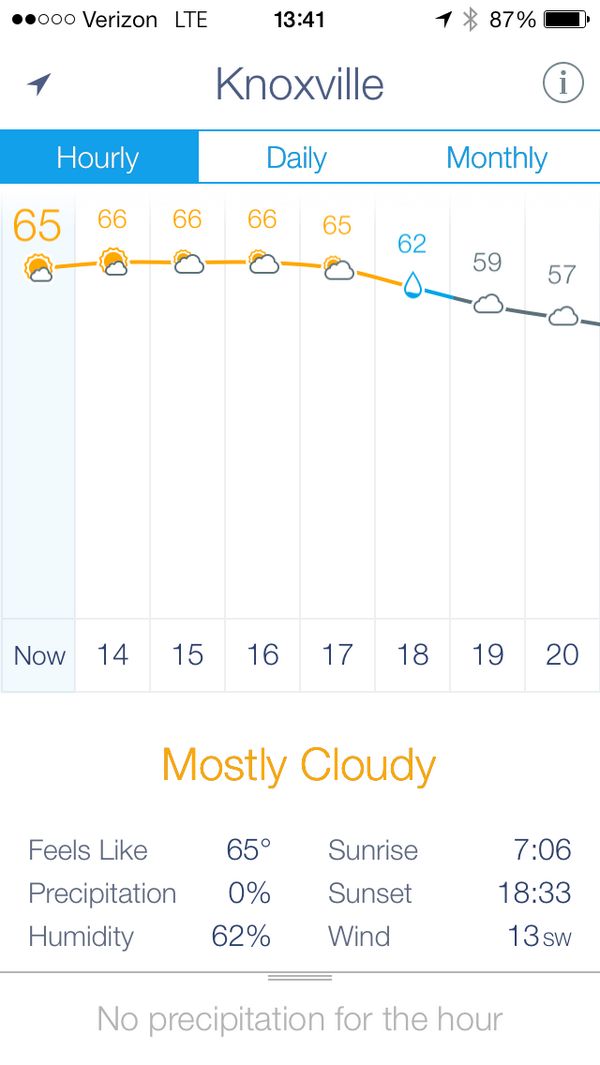 Verizon LTE 13:41 87%
Knoxville i
Hourly Daily Monthly
65 66 66 66 65 62 59 57
Now 14 15 16 17 18 19 20
Mostly Cloudy
Feels Like 65° Sunrise 7:06
Precipitation 0% Sunset 18:33
Humidity 62% Wind 13 SW
No precipitation for the hour